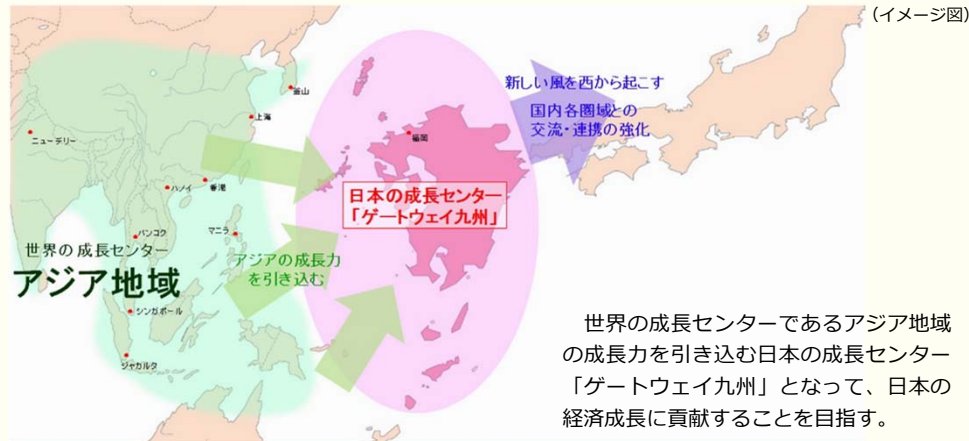 (イメージ図)
新しい風を西から起こす
国内各圏域との
交流・連携の強化
釜山
上海
福岡
ニューデリー
ハノイ
香港
日本の成長センター
「ゲートウェイ九州」
バンコク
マニラ
世界の成長センター
アジア地域
アジアの成長力
を引き込む
シンガポール
ジャカルタ
世界の成長センターであるアジア地域
の成長力を引き込む日本の成長センター
「ゲートウェイ九州」となって、日本の
経済成長に貢献することを目指す。